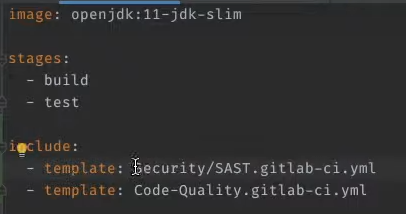 image: openjdk:11-jdk-slim
stages:
- build
- test
include:
- template: Security/SAST.gitlab-ci.yml
- template: Code-Quality.gitlab-ci.yml